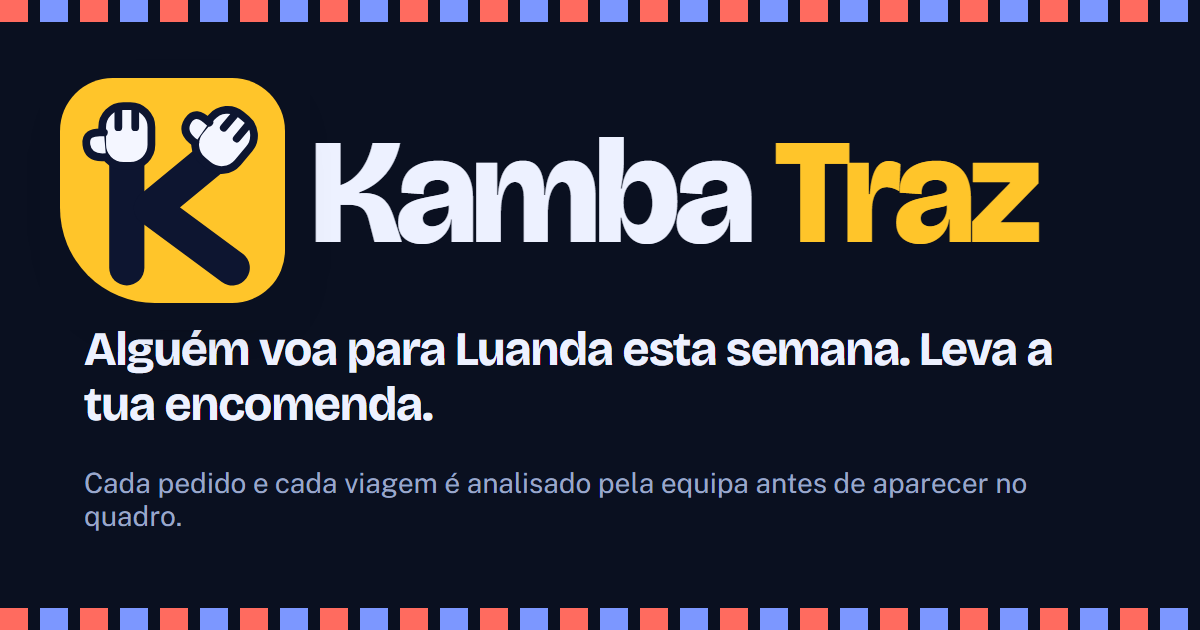 Kamba Traz
Alguém voa para Luanda esta semana. Leva a
tua encomenda.
Cada pedido e cada viagem é analisado pela equipa antes de aparecer no
quadro.